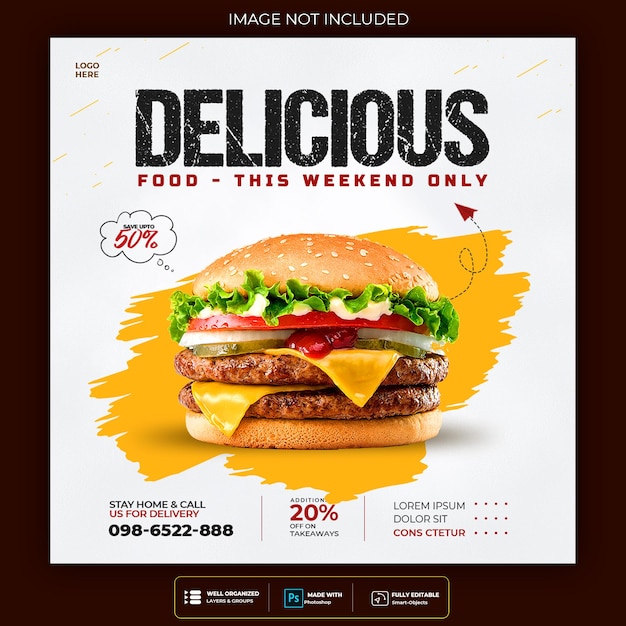 IMAGE NOT INCLUDED
LOGO
HERE
DELICIOUS
FOOD - THIS WEEKEND ONLY
SAVE UPTO
50%
STAY HOME & CALL
US FOR DELIVERY
098-6522-888
ADDITION
20%
OFF ON
TAKEAWAYS
LOREM IPSUM
DOLOR SIT
CONS CTETUR
WELL ORGANIZED
LAYERS & GROUPS
Ps
MADE WITH
Photoshop
FULLY EDITABLE
Smart-Objects